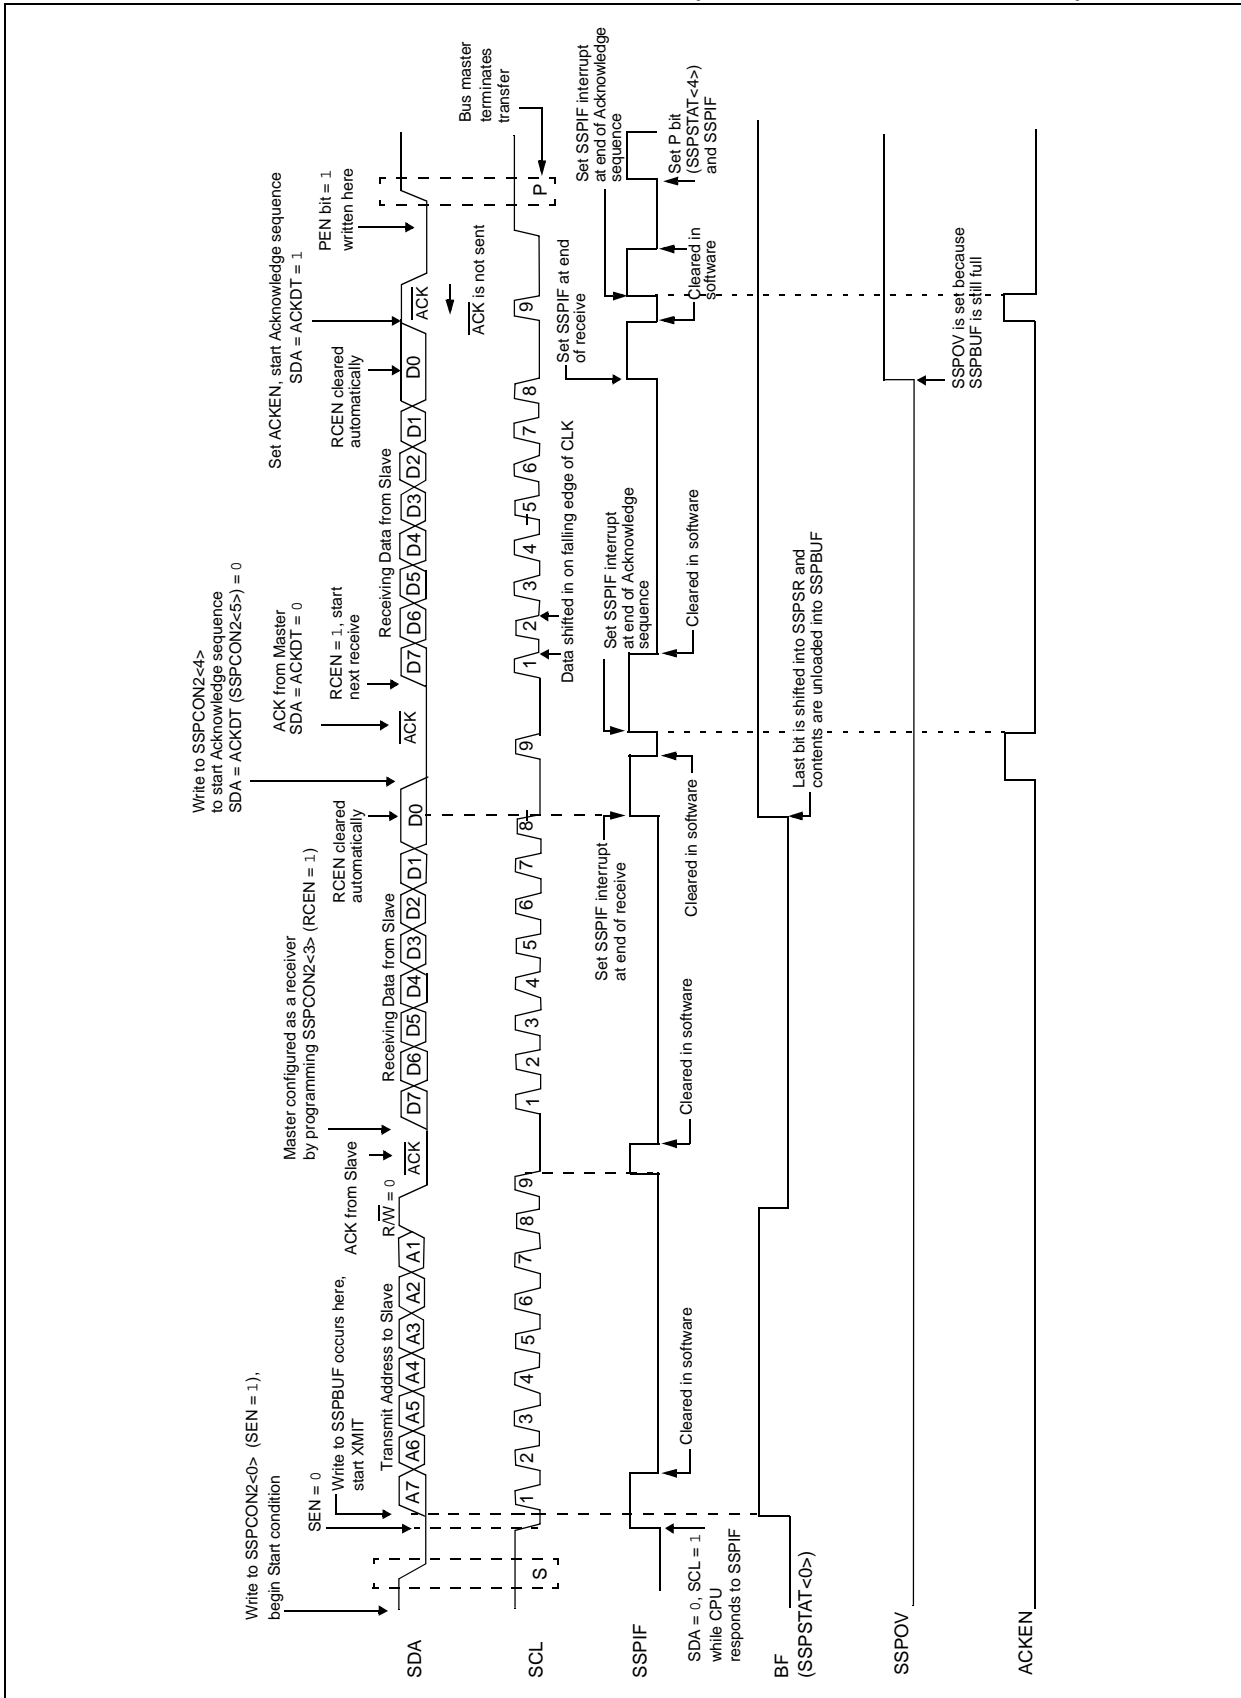 Write to SSPCON2<0> (SEN = 1),
begin Start condition
SEN = 0
Write to SSPBUF occurs here,
start XMIT
Transmit Address to Slave
R/W = 0
ACK from Slave
Master configured as a receiver
by programming SSPCON2<3> (RCEN = 1)
Receiving Data from Slave
RCEN cleared
automatically
Write to SSPCON2<4>
to start Acknowledge sequence
SDA = ACKDT (SSPCON2<5>) = 0
ACK from Master
SDA = ACKDT = 0
RCEN = 1, start
next receive
Receiving Data from Slave
RCEN cleared
automatically
Set ACKEN, start Acknowledge sequence
SDA = ACKDT = 1
PEN bit = 1
written here
SDA
A7 A6 A5 A4 A3 A2 A1 ACK D7 D6 D5 D4 D3 D2 D1 D0 ACK D7 D6 D5 D4 D3 D2 D1 D0 ACK
ACK is not sent
Bus master
terminates
transfer
SCL
S 1 2 3 4 5 6 7 8 9 1 2 3 4 5 6 7 8 9 1 2 3 4 5 6 7 8 9 P
Data shifted in on falling edge of CLK
Set SSPIF interrupt
at end of receive
Set SSPIF interrupt
at end of Acknowledge
sequence
Set SSPIF at end
of receive
Set SSPIF interrupt
at end of Acknowledge
sequence
SSPIF
SDA = 0, SCL = 1
while CPU
responds to SSPIF
Cleared in software
Cleared in software
Cleared in software
Cleared in software
Cleared in
software
Set P bit
(SSPSTAT<4>)
and SSPIF
BF
(SSPSTAT<0>)
Last bit is shifted into SSPSR and
contents are unloaded into SSPBUF
SSPOV
SSPOV is set because
SSPBUF is still full
ACKEN